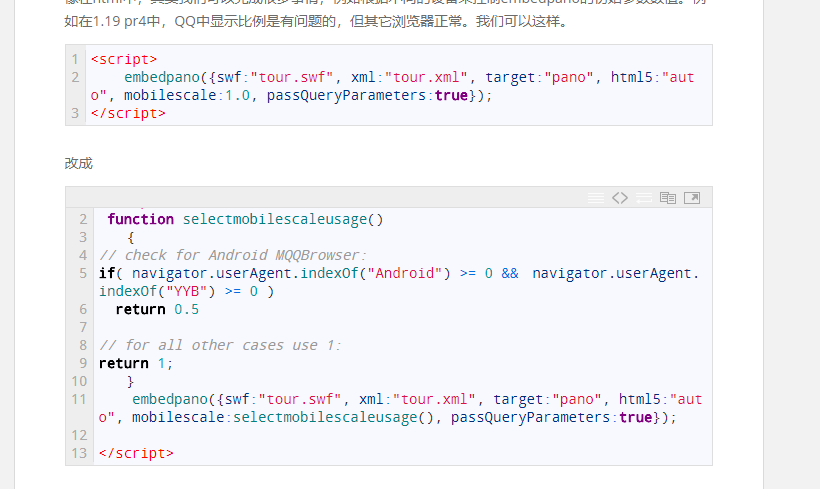 如在1.19 pr4中，QQ中显示比例是有问题的，但其它浏览器正常。我们可以这样。
1 <script>
2     embedpano({swf:"tour.swf", xml:"tour.xml", target:"pano", html5:"aut
o", mobilescale:1.0, passQueryParameters:true});
3 </script>
改成
2  function selectmobilescaleusage()
3    {
4 // check for Android MQQBrowser:
5 if( navigator.userAgent.indexOf("Android") >= 0 &&  navigator.userAgent.
indexOf("YYB") >= 0 )
6   return 0.5
7
8 // for all other cases use 1:
9 return 1;
10    }
11     embedpano({swf:"tour.swf", xml:"tour.xml", target:"pano", html5:"aut
o", mobilescale:selectmobilescaleusage(), passQueryParameters:true});
12
13 </script>